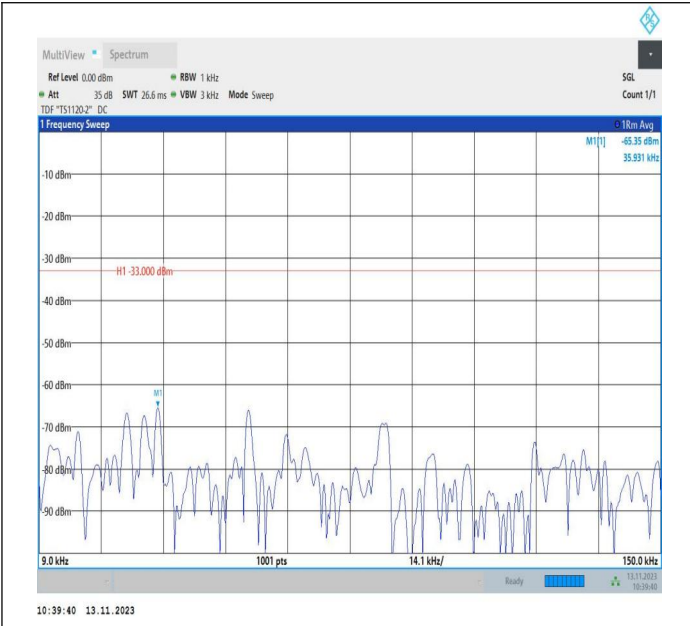 R S
MultiView Spectrum
Ref Level 0.00 dBm RBW 1 kHz SGL
Att 35 dB SWT 26.6 ms VBW 3 kHz Mode Sweep Count 1/1
TDF "TS1120-2" DC
1 Frequency Sweep 1Rm Avg
M1[1] -65.35 dBm
35.931 kHz
-10 dBm
-20 dBm
-30 dBm
H1 -33.000 dBm
-40 dBm
-50 dBm
-60 dBm
M1
-70 dBm
-80 dBm
-90 dBm
9.0 kHz 1001 pts 14.1 kHz/ 150.0 kHz
Ready 13.11.2023
10:39:40
10:39:40 13.11.2023